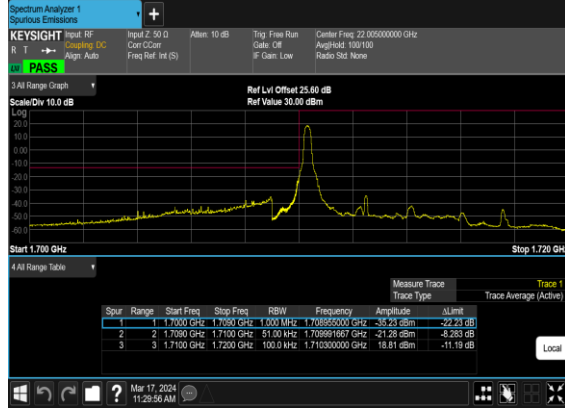 Spectrum Analyzer 1
Spurious Emissions
+
KEYSIGHT Input: RF Input Z: 50 Ω Atten: 10 dB Trig: Free Run Center Freq: 22.005000000 GHz
R T Coupling: DC Corr CCorr Gate: Off Avg|Hold: 100/100
Align: Auto Freq Ref: Int (S) IF Gain: Low Radio Std: None
PASS
3 All Range Graph Ref Lvl Offset 25.60 dB
Scale/Div 10.0 dB Ref Value 30.00 dBm
Log
20.0
10.0
0.00
-10.0
-20.0
-30.0
-40.0
-50.0
-60.0
Start 1.700 GHz Stop 1.720 GHz
4 All Range Table
Measure Trace Trace 1
Trace Type Trace Average (Active)
Spur Range Start Freq Stop Freq RBW Frequency Amplitude ΔLimit
1 1 1.7000 GHz 1.7090 GHz 1.000 MHz 1.708955000 GHz -35.23 dBm -22.23 dB
2 2 1.7090 GHz 1.7100 GHz 51.00 kHz 1.709991667 GHz -21.28 dBm -8.283 dB
3 3 1.7100 GHz 1.7200 GHz 100.0 kHz 1.710300000 GHz 18.81 dBm -11.19 dB
Local
? Mar 17, 2024
11:29:56 AM